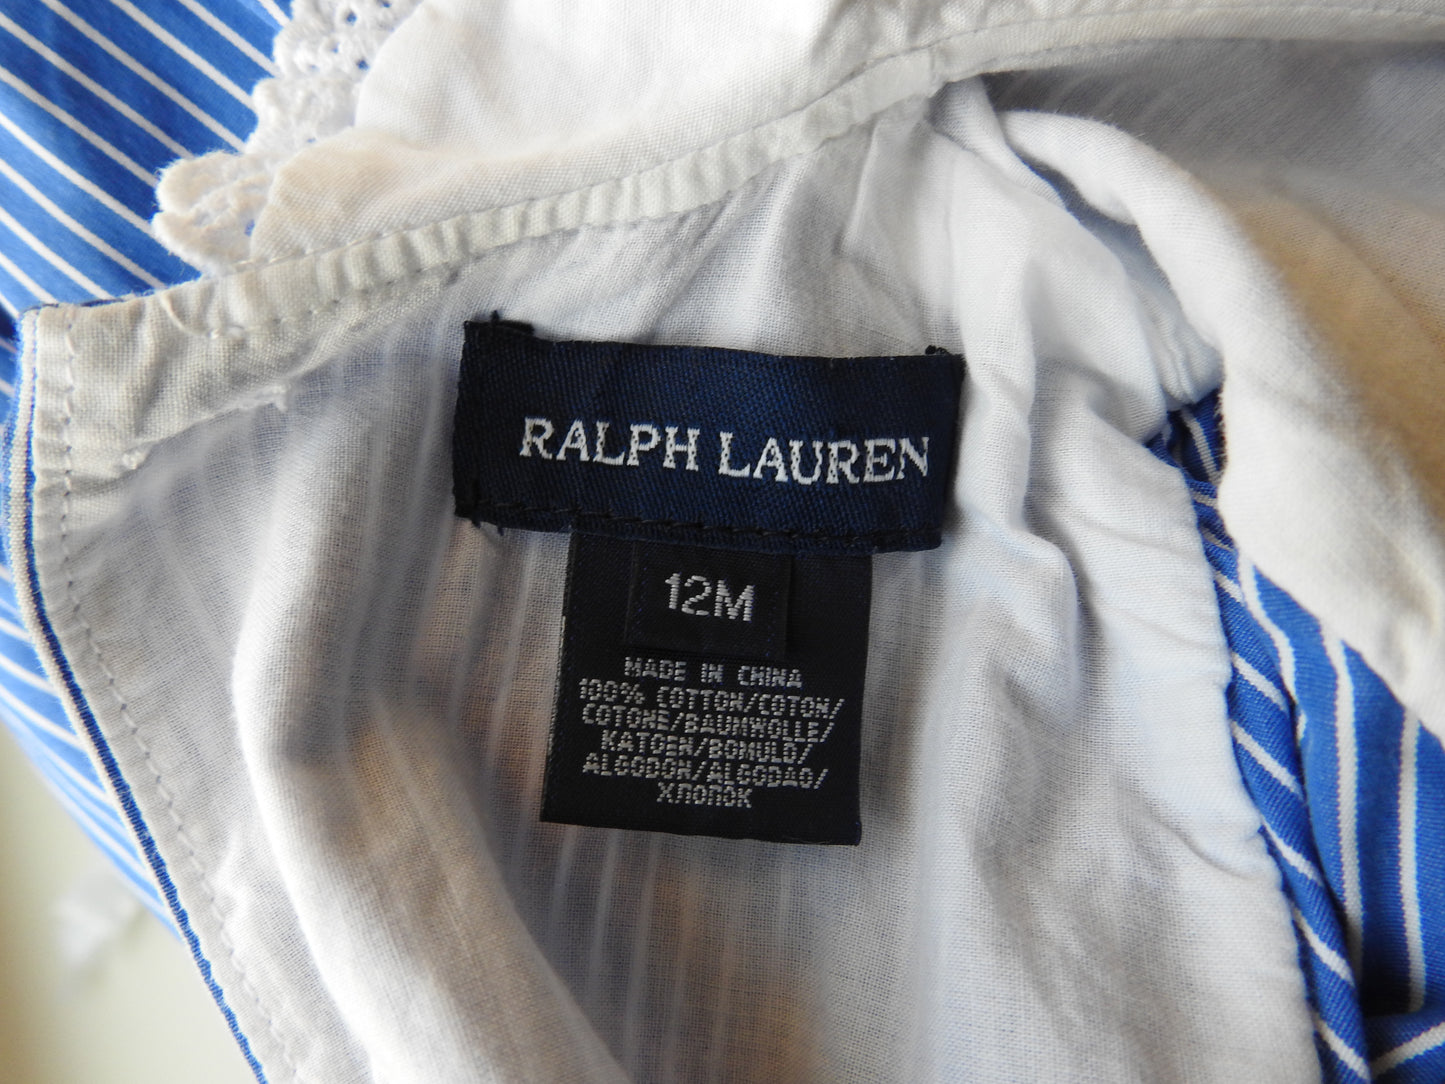 RALPH LAUREN
12M
MADE IN CHINA
100% COTTON/COTON/
COTONE/BAUMWOLLE/
KATOEN/BOMULD/
ALGODON/ALGODAO/
ХЛОПОК